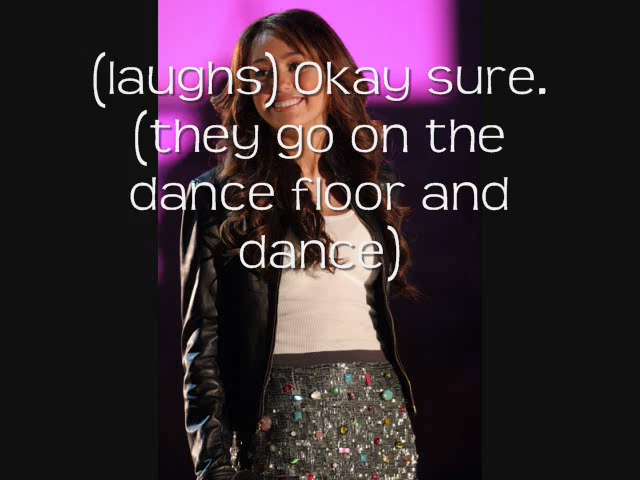 (laughs) Okay sure.
(they go on the
dance floor and
dance)